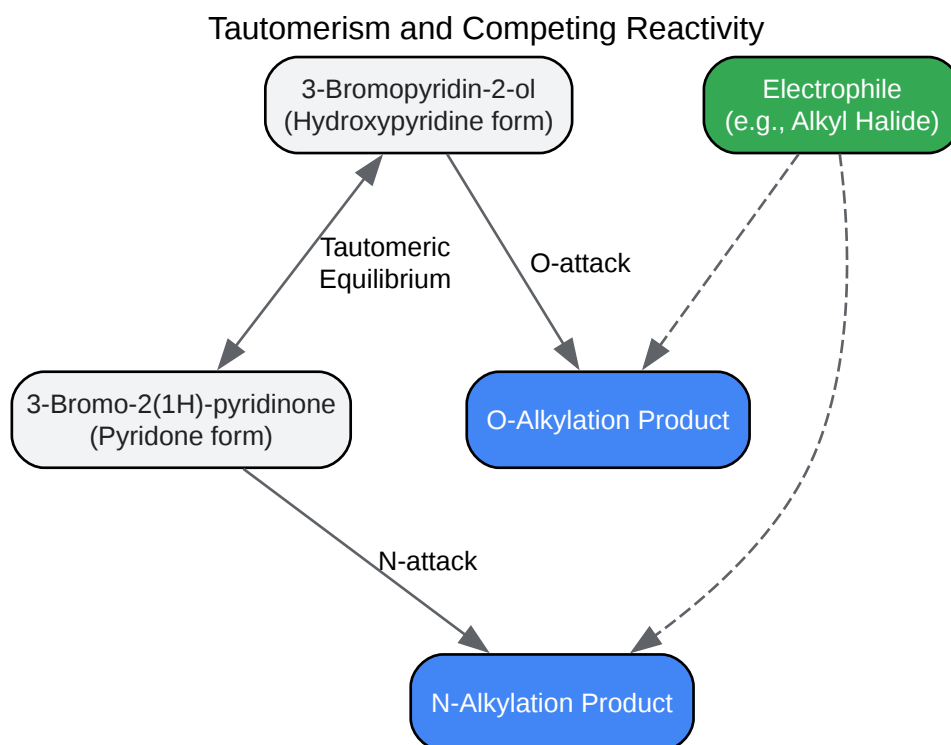 Tautomerism and Competing Reactivity
3-Bromopyridin-2-ol
(Hydroxypyridine form)
Electrophile
(e.g., Alkyl Halide)
Tautomeric
Equilibrium
O-attack
3-Bromo-2(1H)-pyridinone
(Pyridone form)
O-Alkylation Product
N-attack
N-Alkylation Product